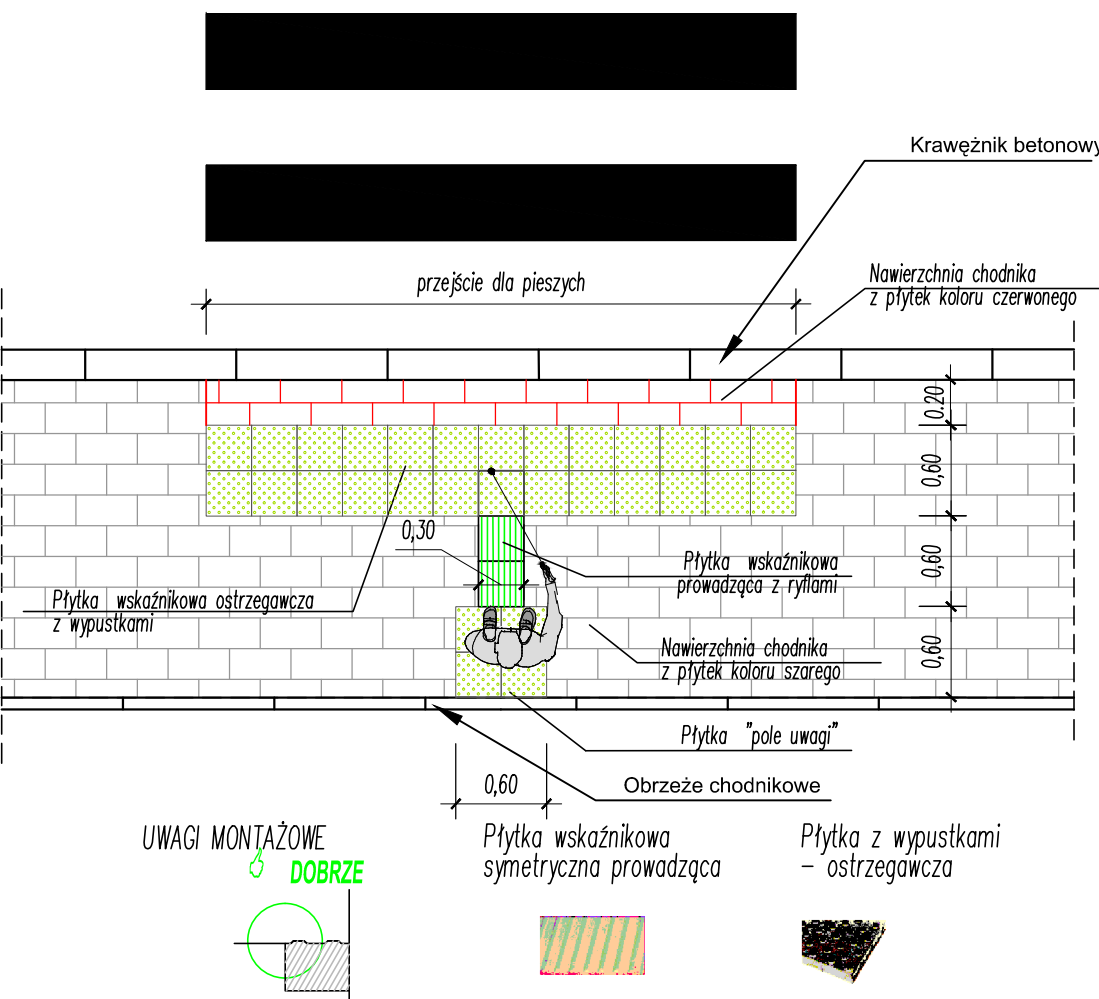 Krawężnik betonowy
przejście dla pieszych
Nawierzchnia chodnika
z płytek koloru czerwonego
0.20
0,60
0,30
0,60
Płytka wskaźnikowa
prowadząca z ryflami
Płytka wskaźnikowa ostrzegawcza
z wypustkami
0,60
Nawierzchnia chodnika
z płytek koloru szarego
Płytka "pole uwagi"
0,60
Obrzeże chodnikowe
UWAGI MONTAŻOWE
DOBRZE
Płytka wskaźnikowa
symetryczna prowadząca
Płytka z wypustkami
– ostrzegawcza